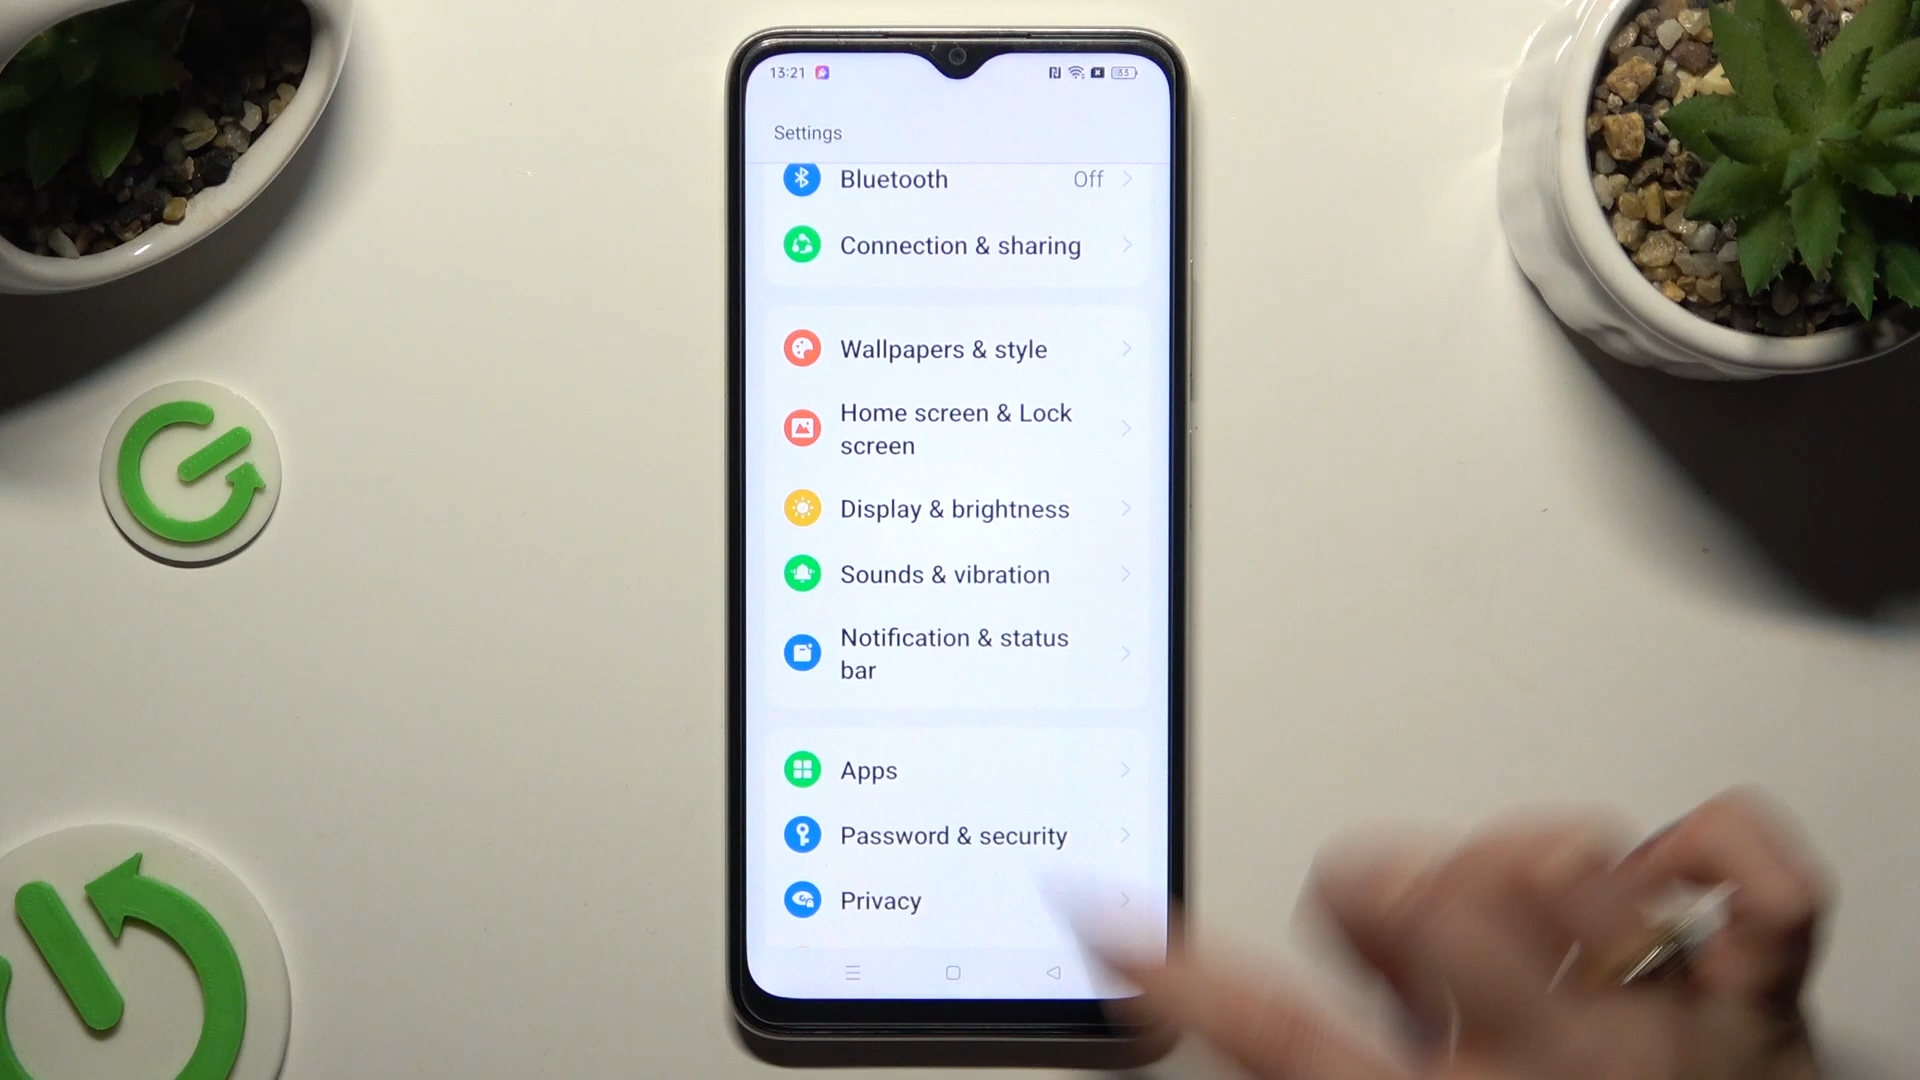 13:21
33
Settings
Bluetooth Off
Connection & sharing
Wallpapers & style
Home screen & Lock
screen
Display & brightness
Sounds & vibration
Notification & status
bar
Apps
Password & security
Privacy